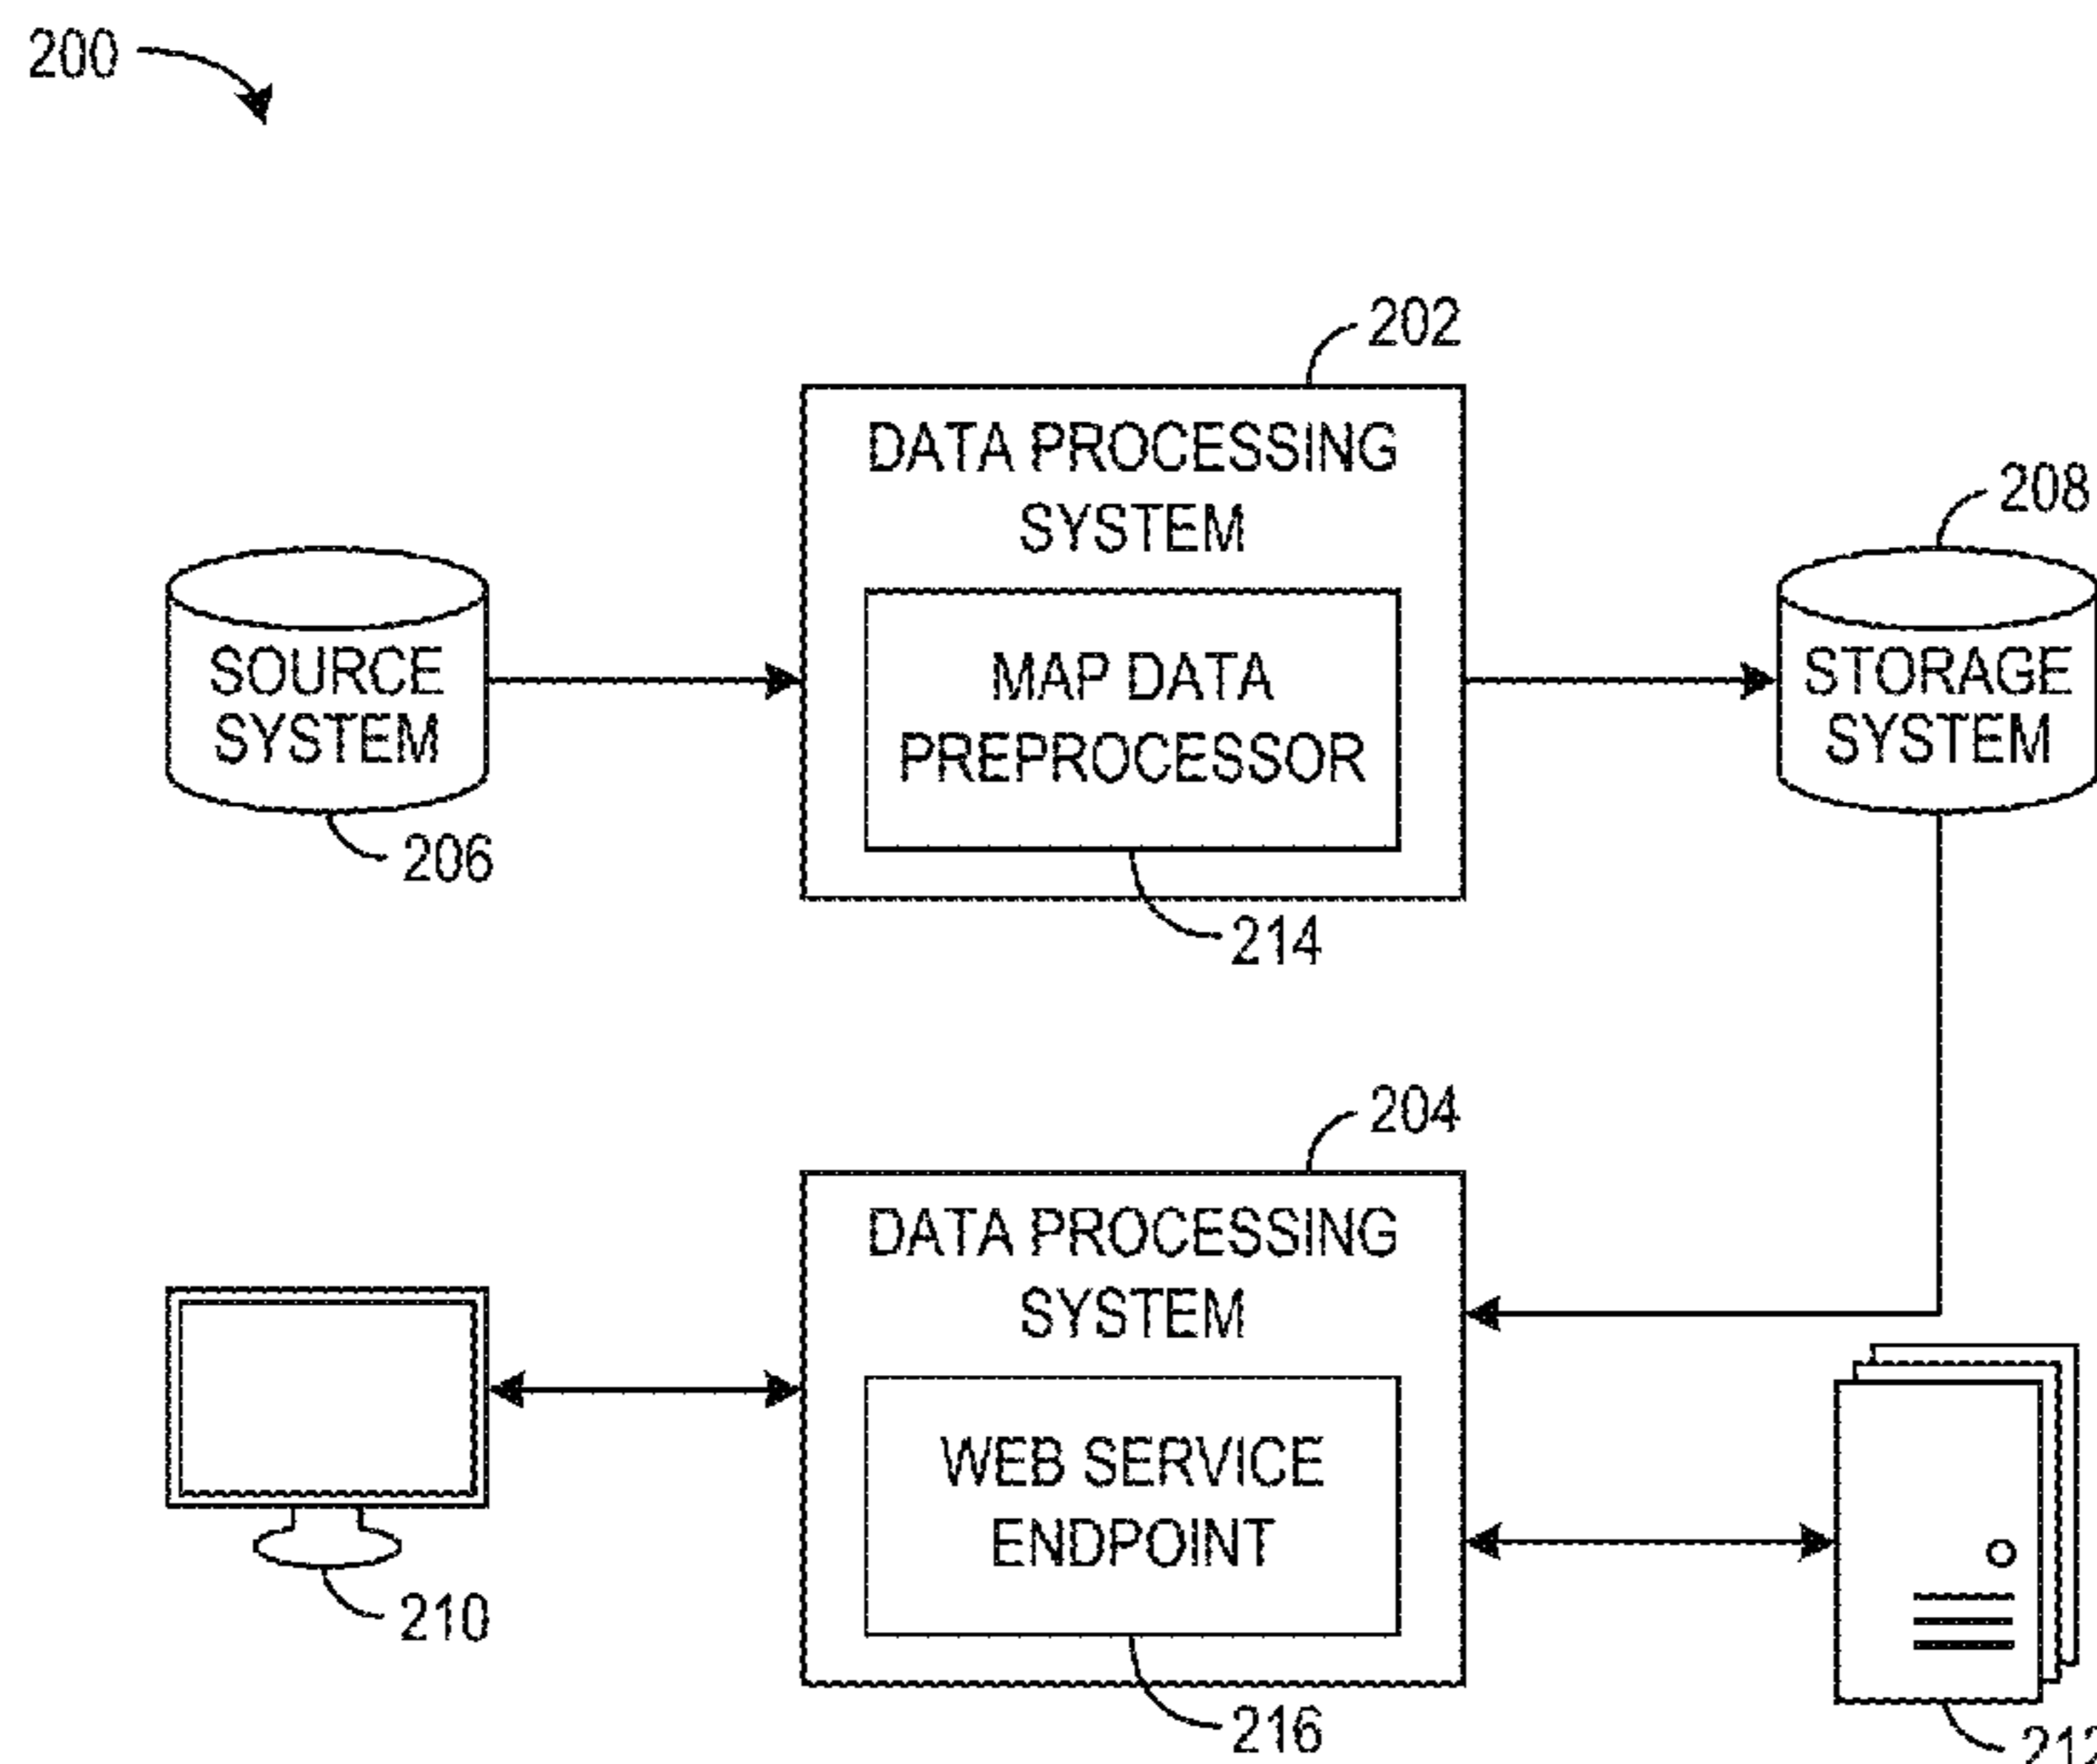 200
202
DATA PROCESSING
SYSTEM
208
SOURCE
SYSTEM
MAP DATA
PREPROCESSOR
STORAGE
SYSTEM
206
214
204
DATA PROCESSING
SYSTEM
WEB SERVICE
ENDPOINT
210
216